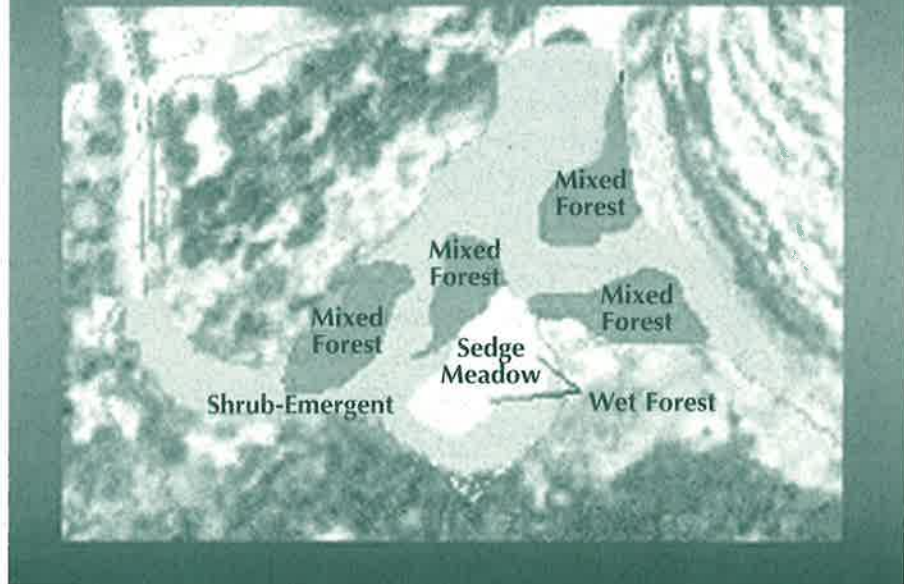 Mixed
Forest
Mixed
Forest
Mixed
Forest
Mixed
Forest
Sedge
Meadow
Shrub-Emergent
Wet Forest